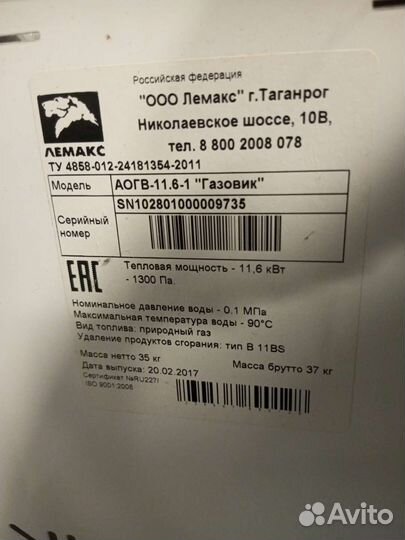 Российская федерация
"ООО Лемакс" г.Таганрог
Николаевское шоссе, 10В,
тел. 8 800 2008 078
ЛЕМАКС
ТУ 4858-012-24181354-2011
Модель АОГВ-11.6-1 "Газовик"
Серийный номер SN102801000009735
EAC
Тепловая мощность - 11,6 кВт
- 1300 Па.
Номинальное давление воды - 0.1 МПа
Максимальная температура воды - 90°С
Вид топлива: природный газ
Удаление продуктов сгорания: тип B 11BS
Масса нетто 35 кг Масса брутто 37 кг
Дата выпуска: 20.02.2017
Сертификат №RU227I
ISO 9001:2008
Avito